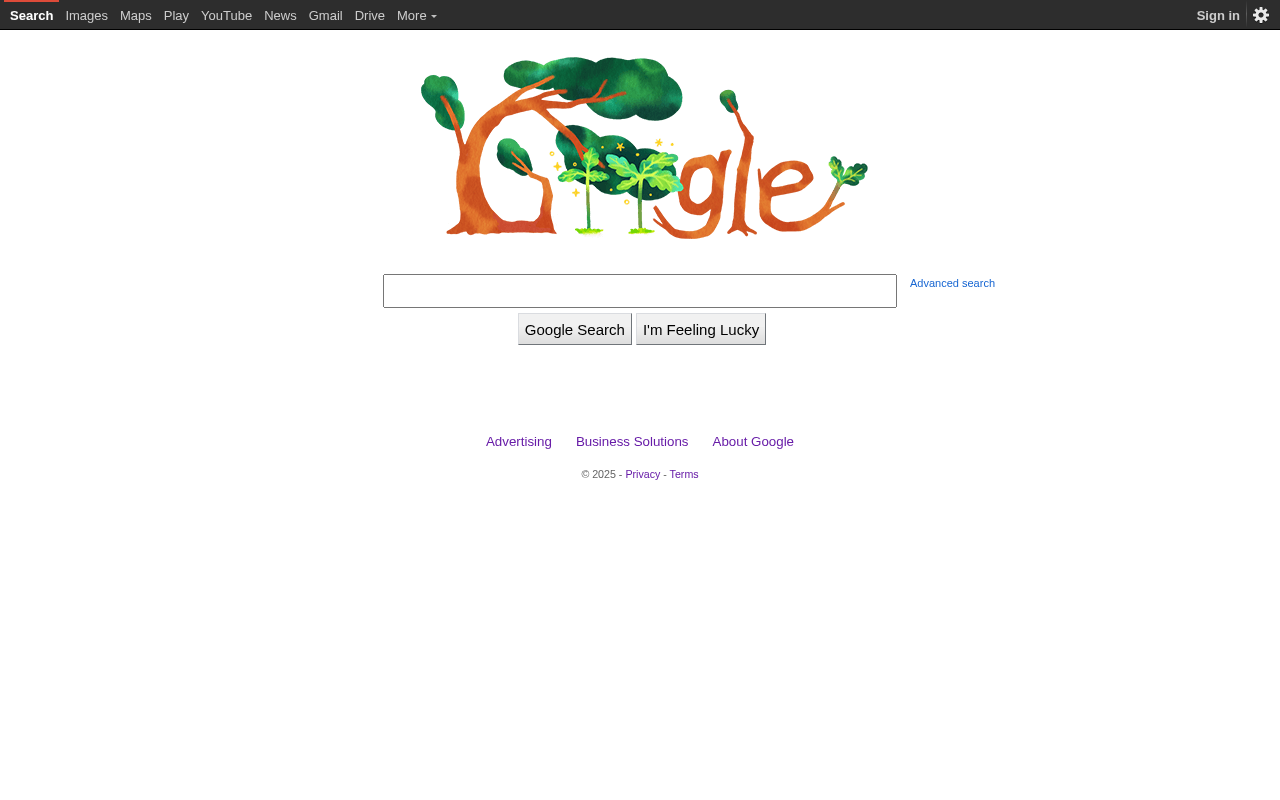 Search Images Maps Play YouTube News Gmail Drive More Sign in
Google
Advanced search
Google Search I'm Feeling Lucky
Advertising Business Solutions About Google
© 2025 - Privacy - Terms